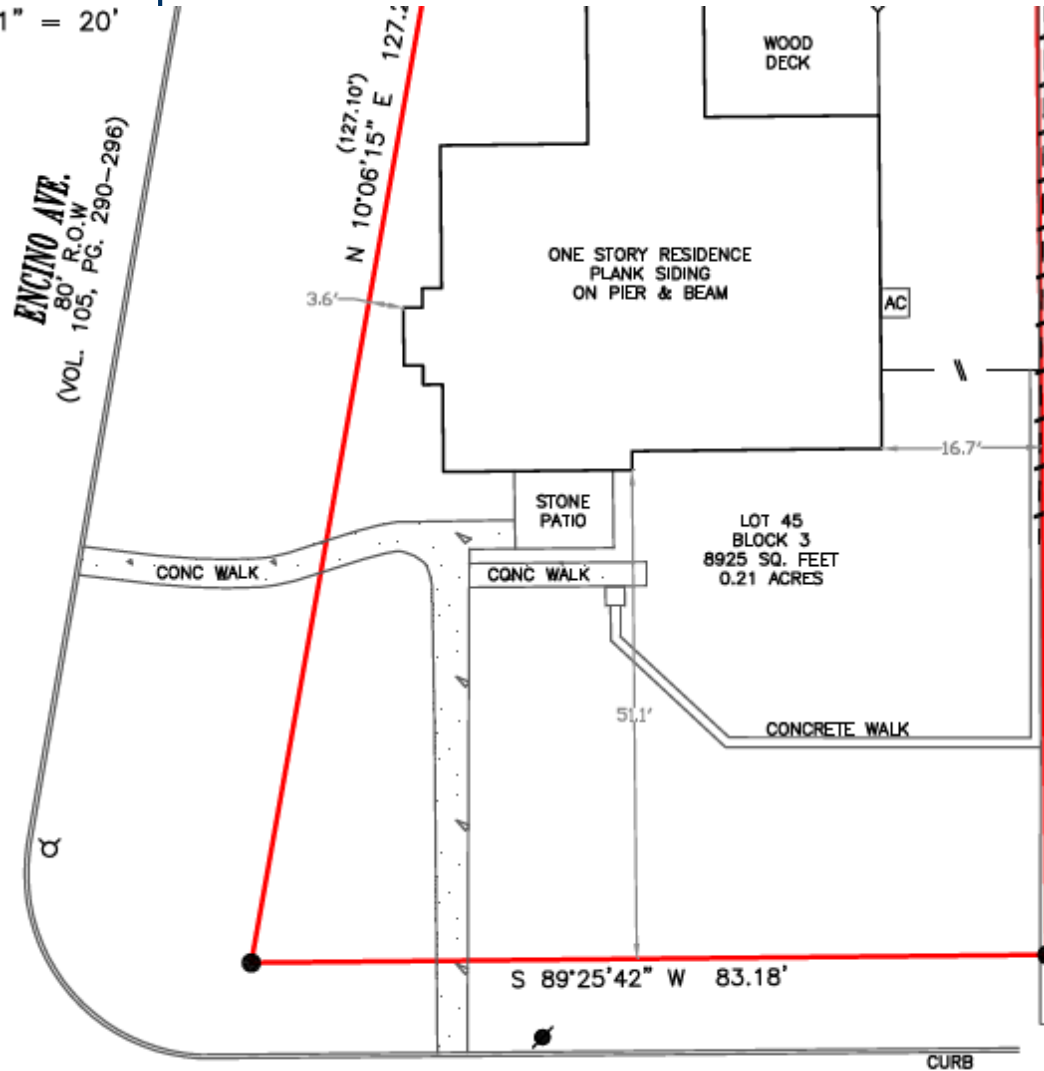 1" = 20'
WOOD
DECK
(127.10')
N 10°06'15" E 127.2
ENCINO AVE.
80' R.O.W
(VOL. 105, PG. 290-296)
ONE STORY RESIDENCE
PLANK SIDING
ON PIER & BEAM
3.6'
AC
16.7'
STONE
PATIO
LOT 45
BLOCK 3
8925 SQ. FEET
0.21 ACRES
CONC WALK
CONC WALK
51.1'
CONCRETE WALK
S 89°25'42" W 83.18'
CURB